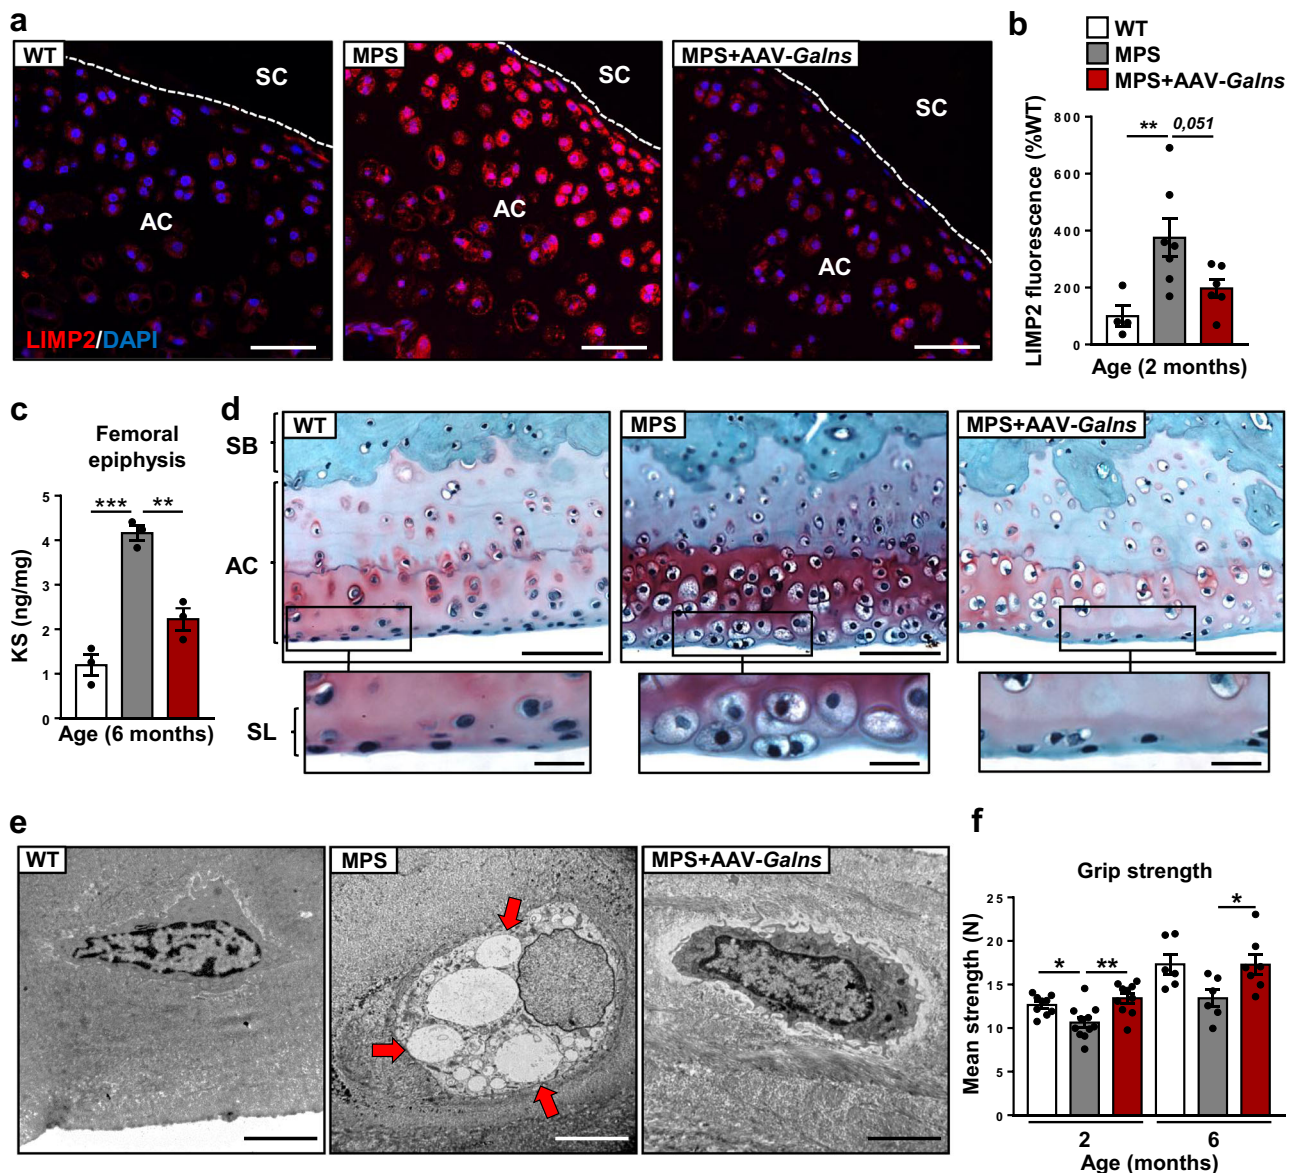 a
WT
SC
AC
LIMP2/DAPI
MPS
SC
AC
MPS+AAV-Galns
SC
AC
b
WT
MPS
MPS+AAV-Galns
LIMP2 fluorescence (%WT)
800
600
400
200
0
**
0,051
Age (2 months)
c
Femoral
epiphysis
KS (ng/mg)
5
4
3
2
1
0
***
**
Age (6 months)
d
WT
MPS
MPS+AAV-Galns
SB
AC
SL
e
WT
MPS
MPS+AAV-Galns
f
Grip strength
Mean strength (N)
25
20
15
10
5
0
*
**
*
2
6
Age (months)